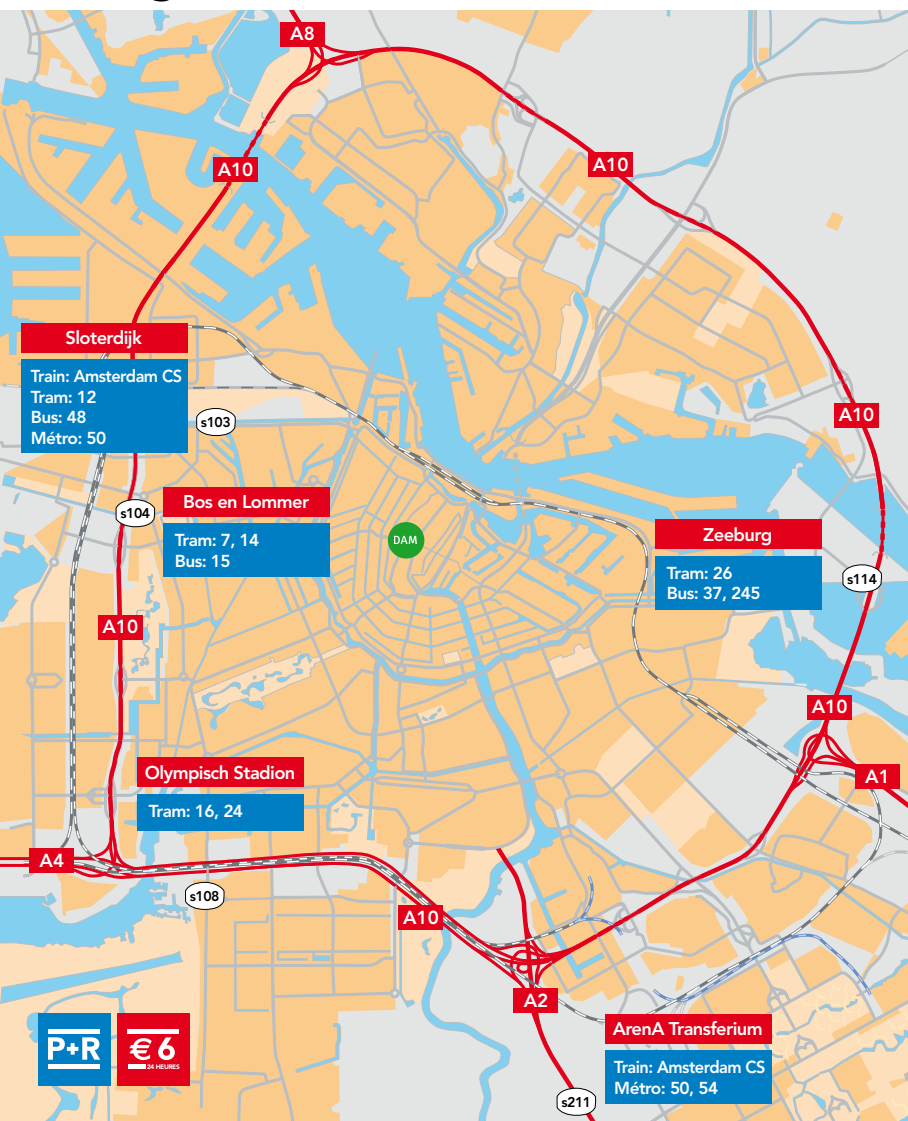 A8
A10
A10
Sloterdijk
Train: Amsterdam CS
Tram: 12
Bus: 48
Métro: 50
s103
A10
Bos en Lommer
s104
Tram: 7, 14
Bus: 15
DAM
Zeeburg
Tram: 26
Bus: 37, 245
s114
A10
A10
Olympisch Stadion
Tram: 16, 24
A1
A4
s108
A10
A2
ArenA Transferium
Train: Amsterdam CS
Métro: 50, 54
s211
P+R
€ 6
24 HEURES